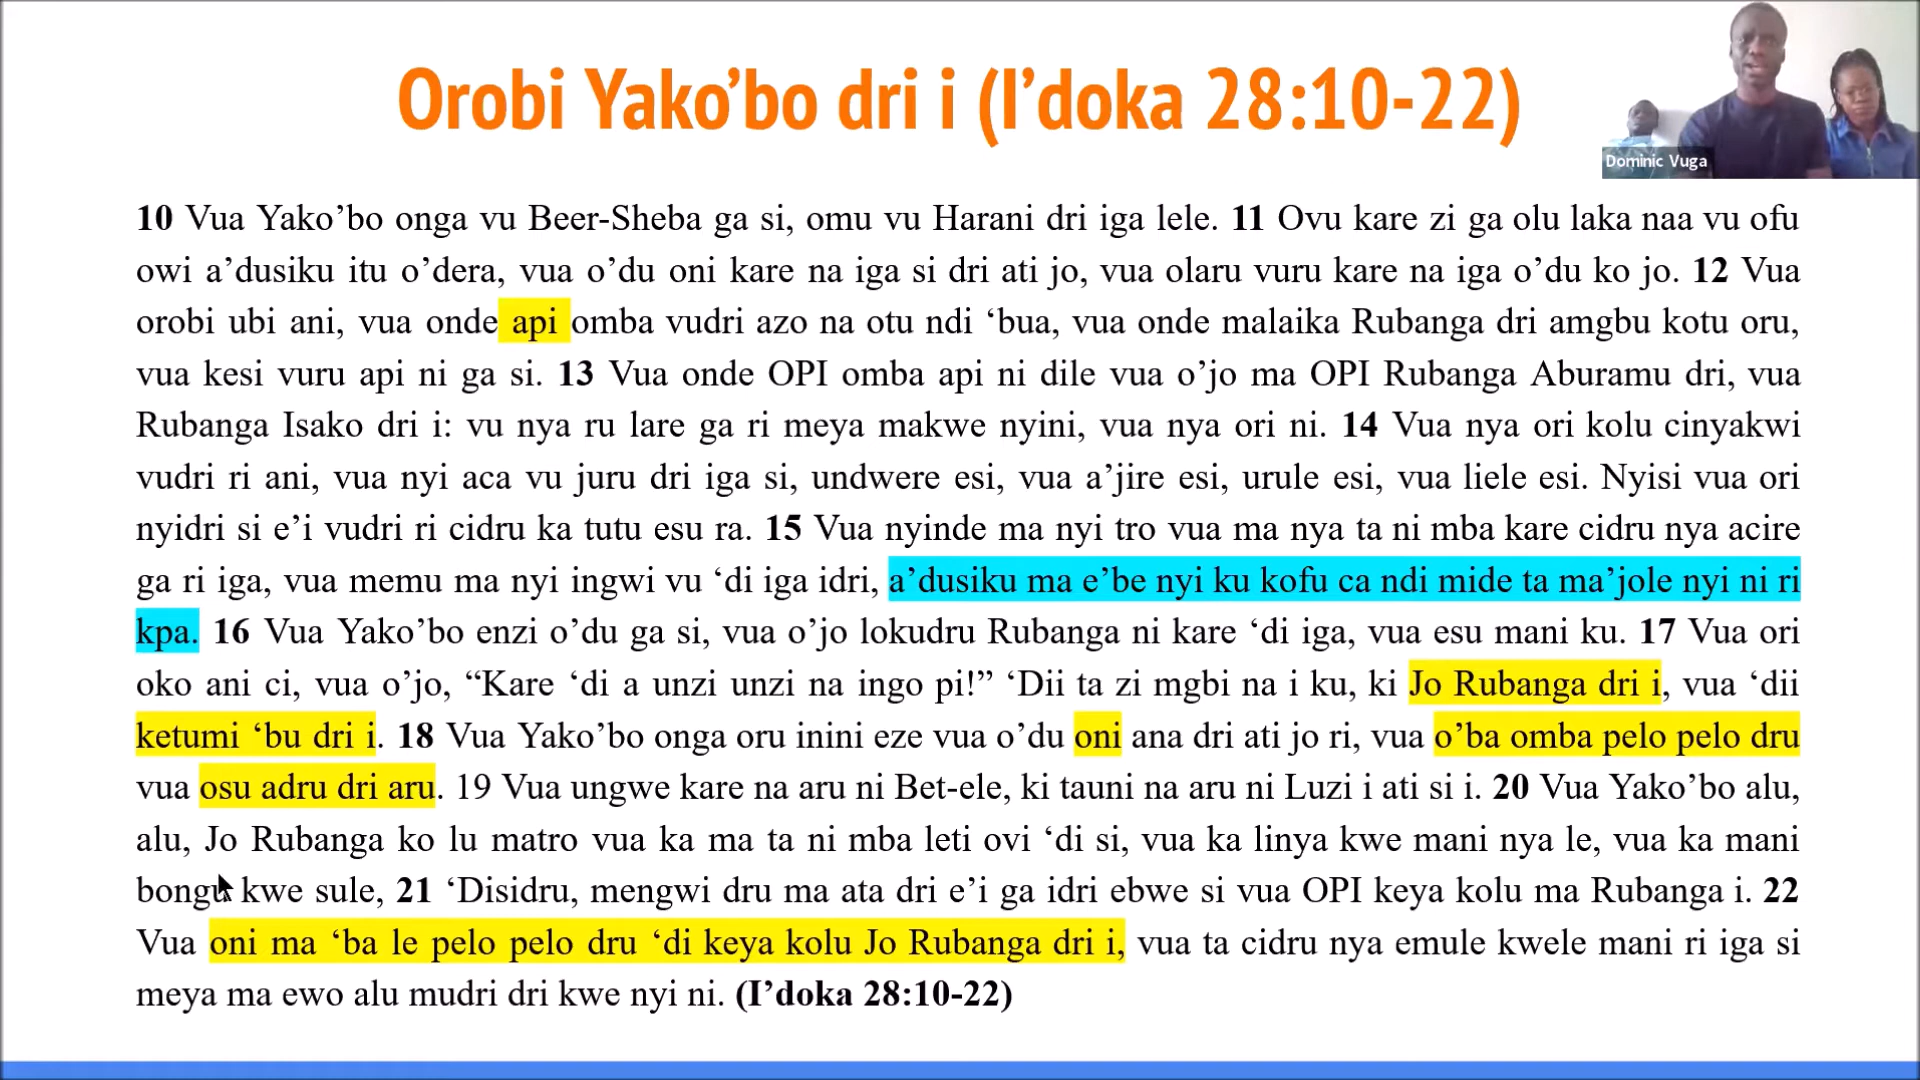 Orobi Yako’bo dri i (I’doka 28:10-22)
Dominic Vuga
10 Vua Yako’bo onga vu Beer-Sheba ga si, omu vu Harani dri iga lele. 11 Ovu kare zi ga olu laka naa vu ofu
owi a’dusiku itu o’dera, vua o’du oni kare na iga si dri ati jo, vua olaru vuru kare na iga o’du ko jo. 12 Vua
orobi ubi ani, vua onde api omba vudri azo na otu ndi ‘bua, vua onde malaika Rubanga dri amgbu kotu oru,
vua kesi vuru api ni ga si. 13 Vua onde OPI omba api ni dile vua o’jo ma OPI Rubanga Aburamu dri, vua
Rubanga Isako dri i: vu nya ru lare ga ri meya makwe nyini, vua nya ori ni. 14 Vua nya ori kolu cinyakwi
vudri ri ani, vua nyi aca vu juru dri iga si, undwere esi, vua a’jire esi, urule esi, vua liele esi. Nyisi vua ori
nyidri si e’i vudri ri cidru ka tutu esu ra. 15 Vua nyinde ma nyi tro vua ma nya ta ni mba kare cidru nya acire
ga ri iga, vua memu ma nyi ingwi vu ‘di iga idri, a’dusiku ma e’be nyi ku kofu ca ndi mide ta ma’jole nyi ni ri
kpa. 16 Vua Yako’bo enzi o’du ga si, vua o’jo lokudru Rubanga ni kare ‘di iga, vua esu mani ku. 17 Vua ori
oko ani ci, vua o’jo, “Kare ‘di a unzi unzi na ingo pi!” ‘Dii ta zi mgbi na i ku, ki Jo Rubanga dri i, vua ‘dii
ketumi ‘bu dri i. 18 Vua Yako’bo onga oru inini eze vua o’du oni ana dri ati jo ri, vua o’ba omba pelo pelo dru
vua osu adru dri aru. 19 Vua ungwe kare na aru ni Bet-ele, ki tauni na aru ni Luzi i ati si i. 20 Vua Yako’bo alu,
alu, Jo Rubanga ko lu matro vua ka ma ta ni mba leti ovi ‘di si, vua ka linya kwe mani nya le, vua ka mani
bongu kwe sule, 21 ‘Disidru, mengwi dru ma ata dri e’i ga idri ebwe si vua OPI keya kolu ma Rubanga i. 22
Vua oni ma ‘ba le pelo pelo dru ‘di keya kolu Jo Rubanga dri i, vua ta cidru nya emule kwele mani ri iga si
meya ma ewo alu mudri dri kwe nyi ni. (I’doka 28:10-22)